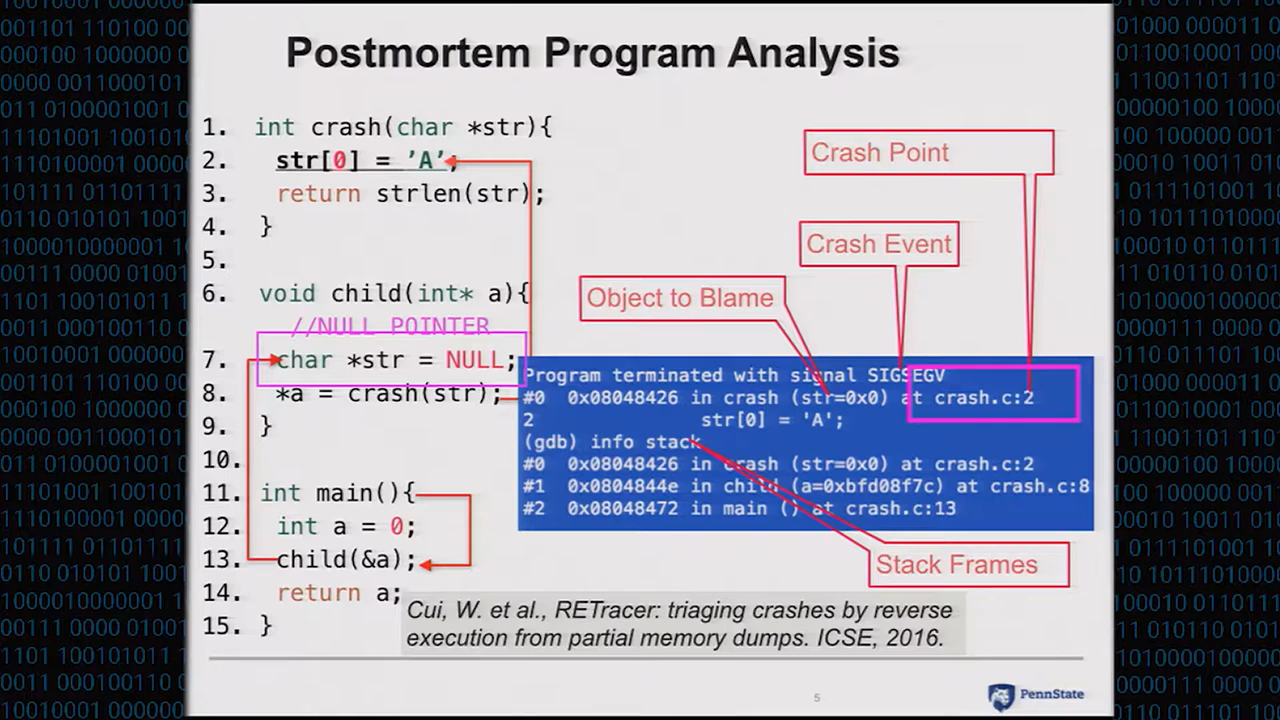 Postmortem Program Analysis
1. int crash(char *str){
2. str[0] = 'A';
3. return strlen(str);
4. }
5.
6. void child(int* a){
//NULL POINTER
7. char *str = NULL;
8. *a = crash(str);
9. }
10.
11. int main(){
12. int a = 0;
13. child(&a);
14. return a;
15. }
Crash Point
Crash Event
Object to Blame
Program terminated with signal SIGSEGV
#0 0x08048426 in crash (str=0x0) at crash.c:2
2 str[0] = 'A';
(gdb) info stack
#0 0x08048426 in crash (str=0x0) at crash.c:2
#1 0x0804844e in child (a=0xbfd08f7c) at crash.c:8
#2 0x08048472 in main () at crash.c:13
Stack Frames
Cui, W. et al., RETracer: triaging crashes by reverse
execution from partial memory dumps. ICSE, 2016.
5
PennState